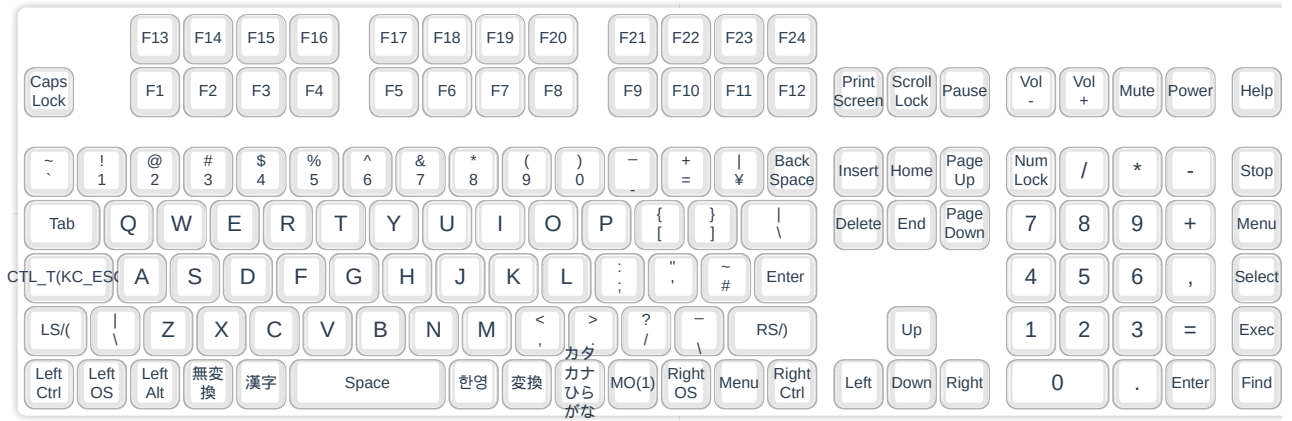 F13 F14 F15 F16 F17 F18 F19 F20 F21 F22 F23 F24
Caps Lock F1 F2 F3 F4 F5 F6 F7 F8 F9 F10 F11 F12 Print Screen Scroll Lock Pause Vol - Vol + Mute Power Help
~ ` ! 1 @ 2 # 3 $ 4 % 5 ^ 6 & 7 * 8 ( 9 ) 0 _ - + = | ¥ Back Space Insert Home Page Up Num Lock / * - Stop
Tab Q W E R T Y U I O P { [ } ] | \ Delete End Page Down 7 8 9 + Menu
CTL_T(KC_ESC A S D F G H J K L : ; " ' ~ # Enter 4 5 6 , Select
LS/( | \ Z X C V B N M < , > . ? / _ \ RS/) Up 1 2 3 = Exec
Left Ctrl Left OS Left Alt 無変換 漢字 Space 한영 変換 カタカナひらがな MO(1) Right OS Menu Right Ctrl Left Down Right 0 . Enter Find